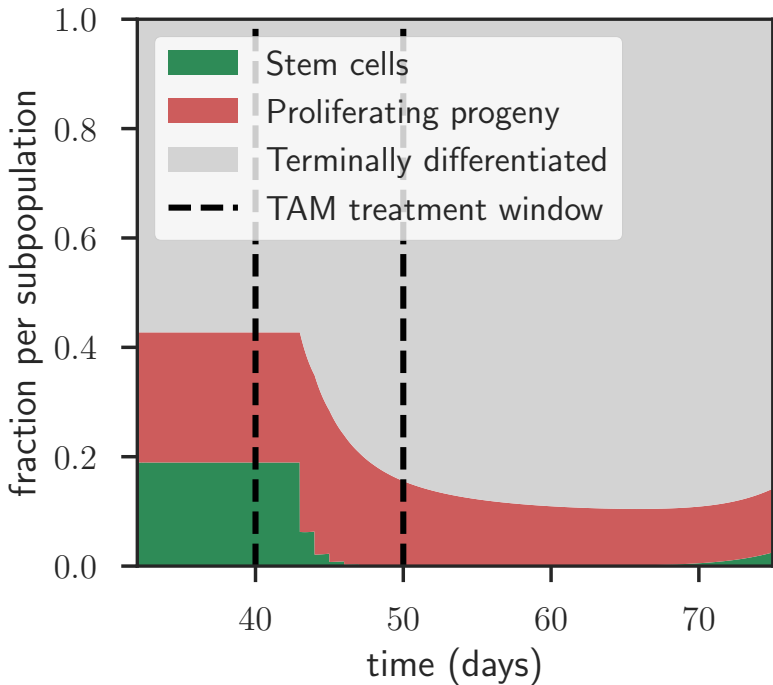 1.0
0.8
0.6
0.4
0.2
0.0
fraction per subpopulation
Stem cells
Proliferating progeny
Terminally differentiated
TAM treatment window
40
50
60
70
time (days)